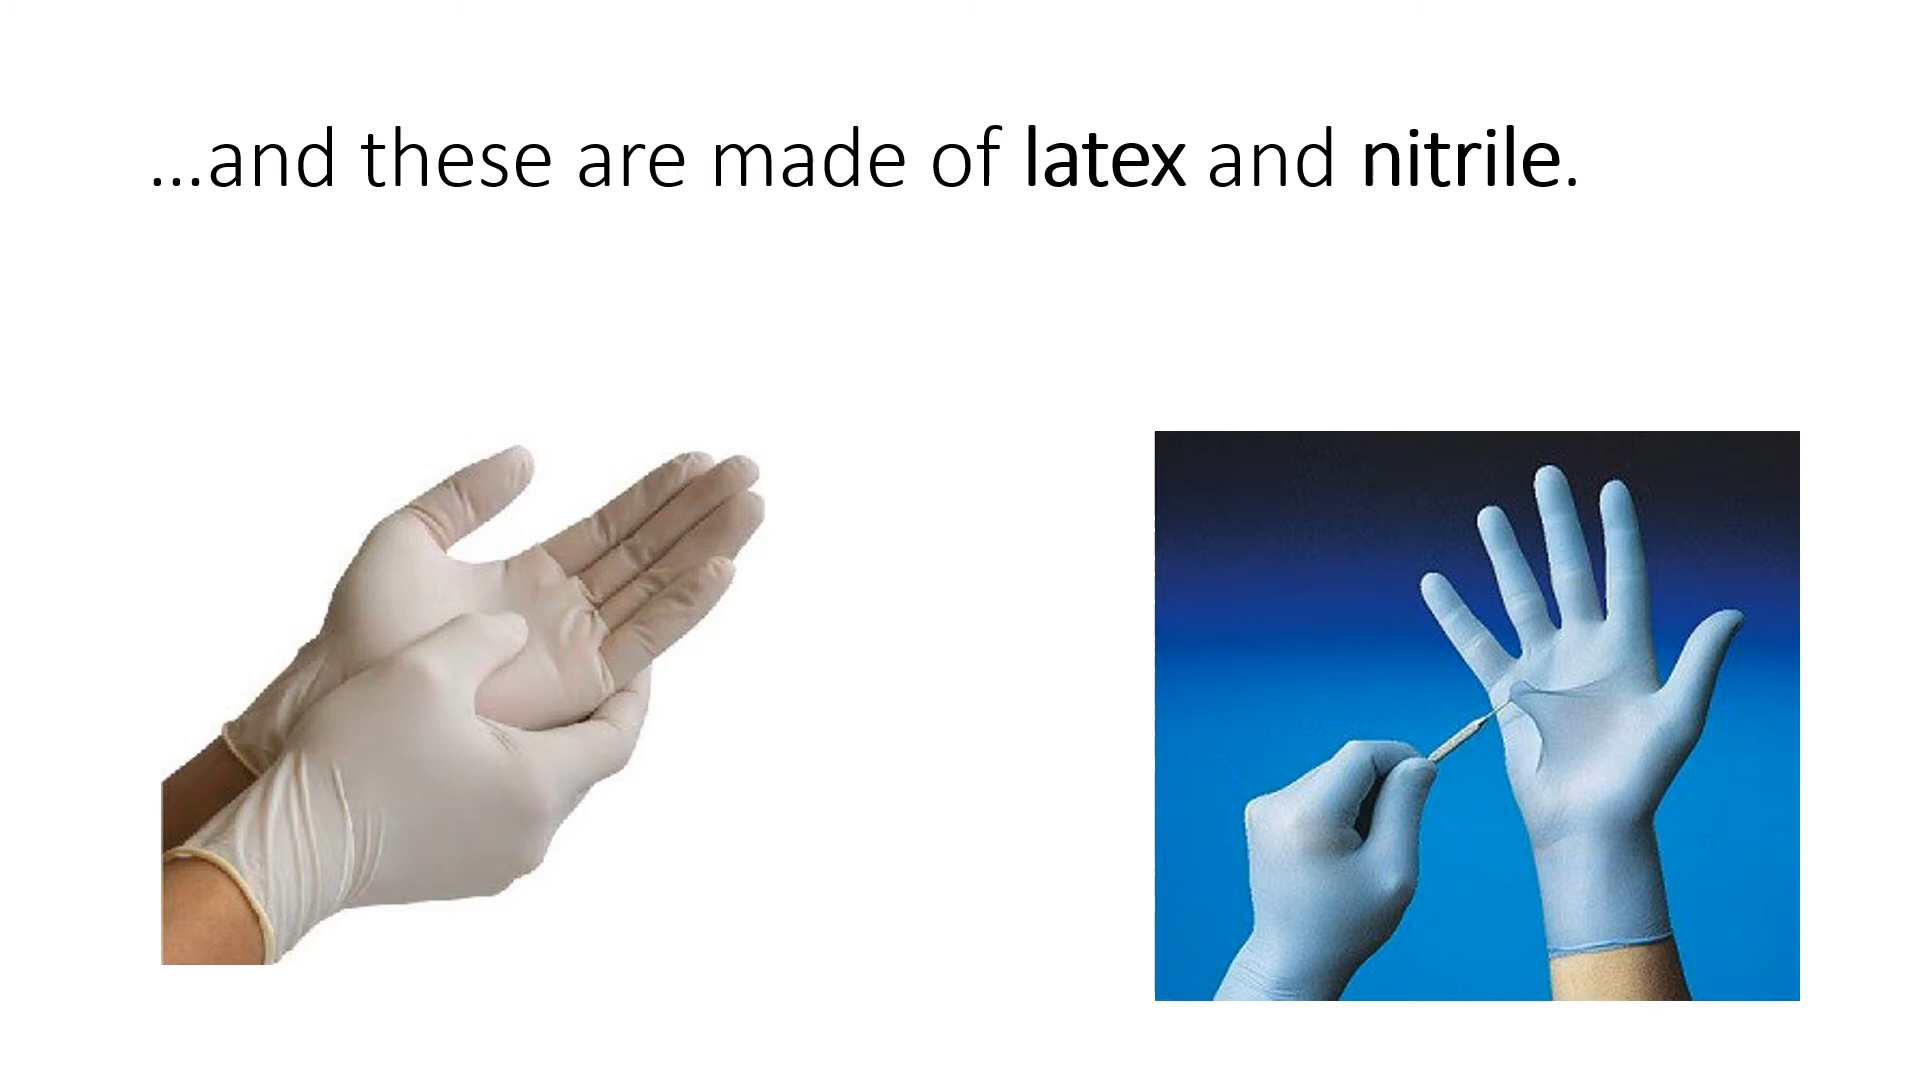 …and these are made of latex and nitrile.